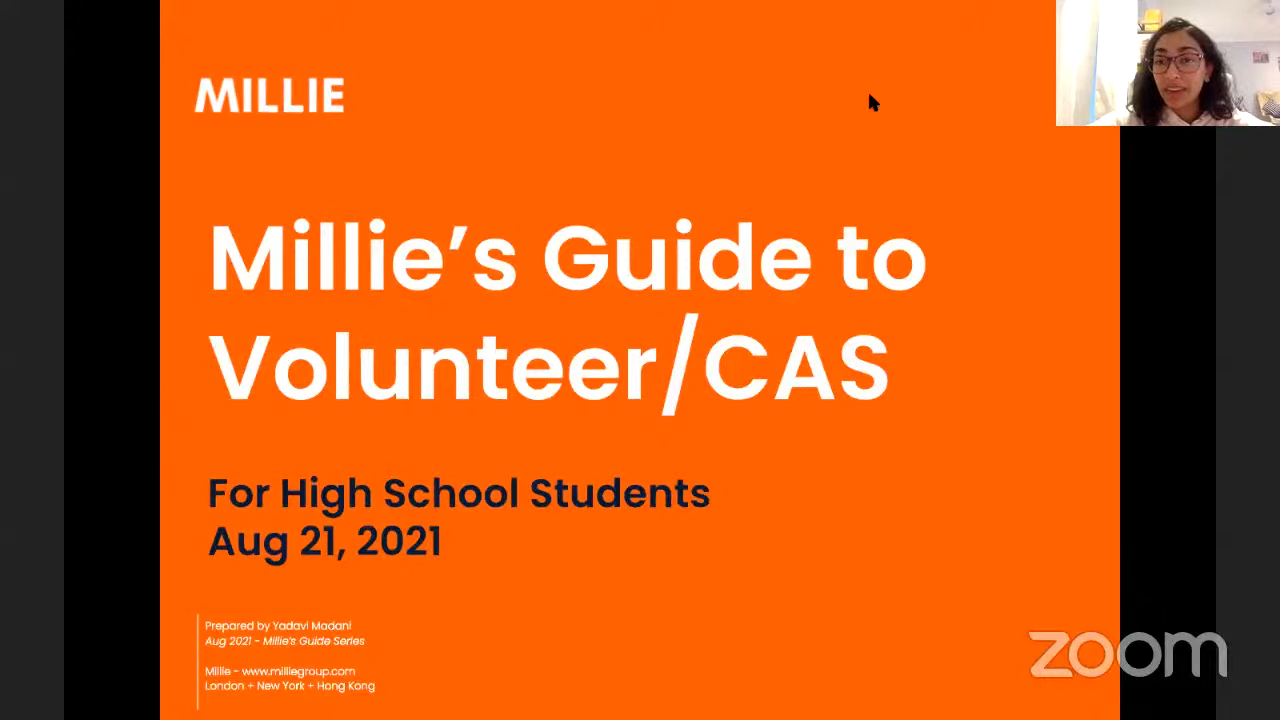 MILLIE
Millie’s Guide to
Volunteer/CAS
For High School Students
Aug 21, 2021
Prepared by Yadavi Madani
Aug 2021 - Millie's Guide Series
Millie - www.milliegroup.com
London + New York + Hong Kong
zoom